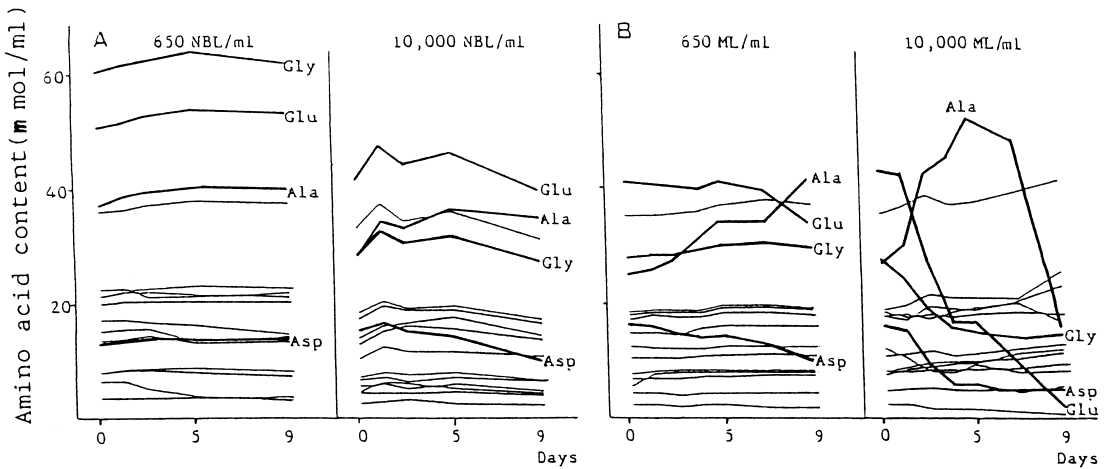 Amino acid content (m mol/ml)
A
650 NBL/ml
10,000 NBL/ml
B
650 ML/ml
10,000 ML/ml
60
40
20
Gly
Glu
Ala
Asp
0
5
9
Glu
Ala
Gly
Asp
0
5
9
Days
Ala
Glu
Gly
Asp
0
5
9
Ala
Gly
Asp
Glu
0
5
9
Days